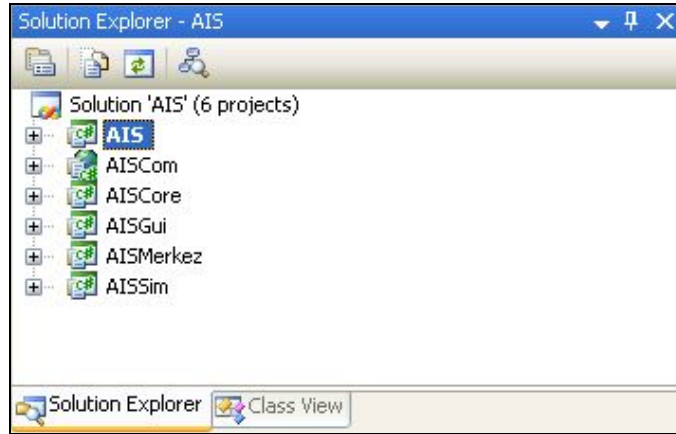 Solution Explorer - AIS
Solution 'AIS' (6 projects)
AIS
AISCom
AISCore
AISGui
AISMerkez
AISSim
Solution Explorer Class View